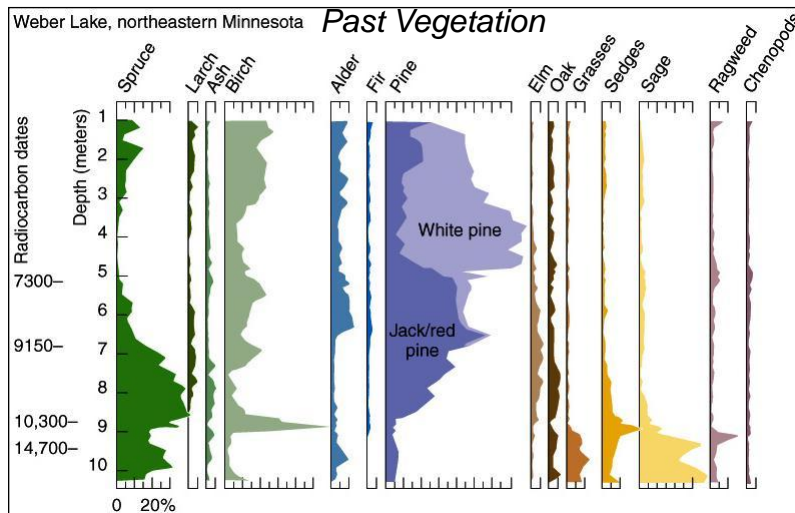 Weber Lake, northeastern Minnesota
Past Vegetation
Spruce
Larch
Ash
Birch
Alder
Fir
Pine
Elm
Oak
Grasses
Sedges
Sage
Ragweed
Chenopods
Radiocarbon dates
Depth (meters)
1
2
3
4
5
6
7
8
9
10
7300–
9150–
10,300–
14,700–
White pine
Jack/red
pine
0 20%